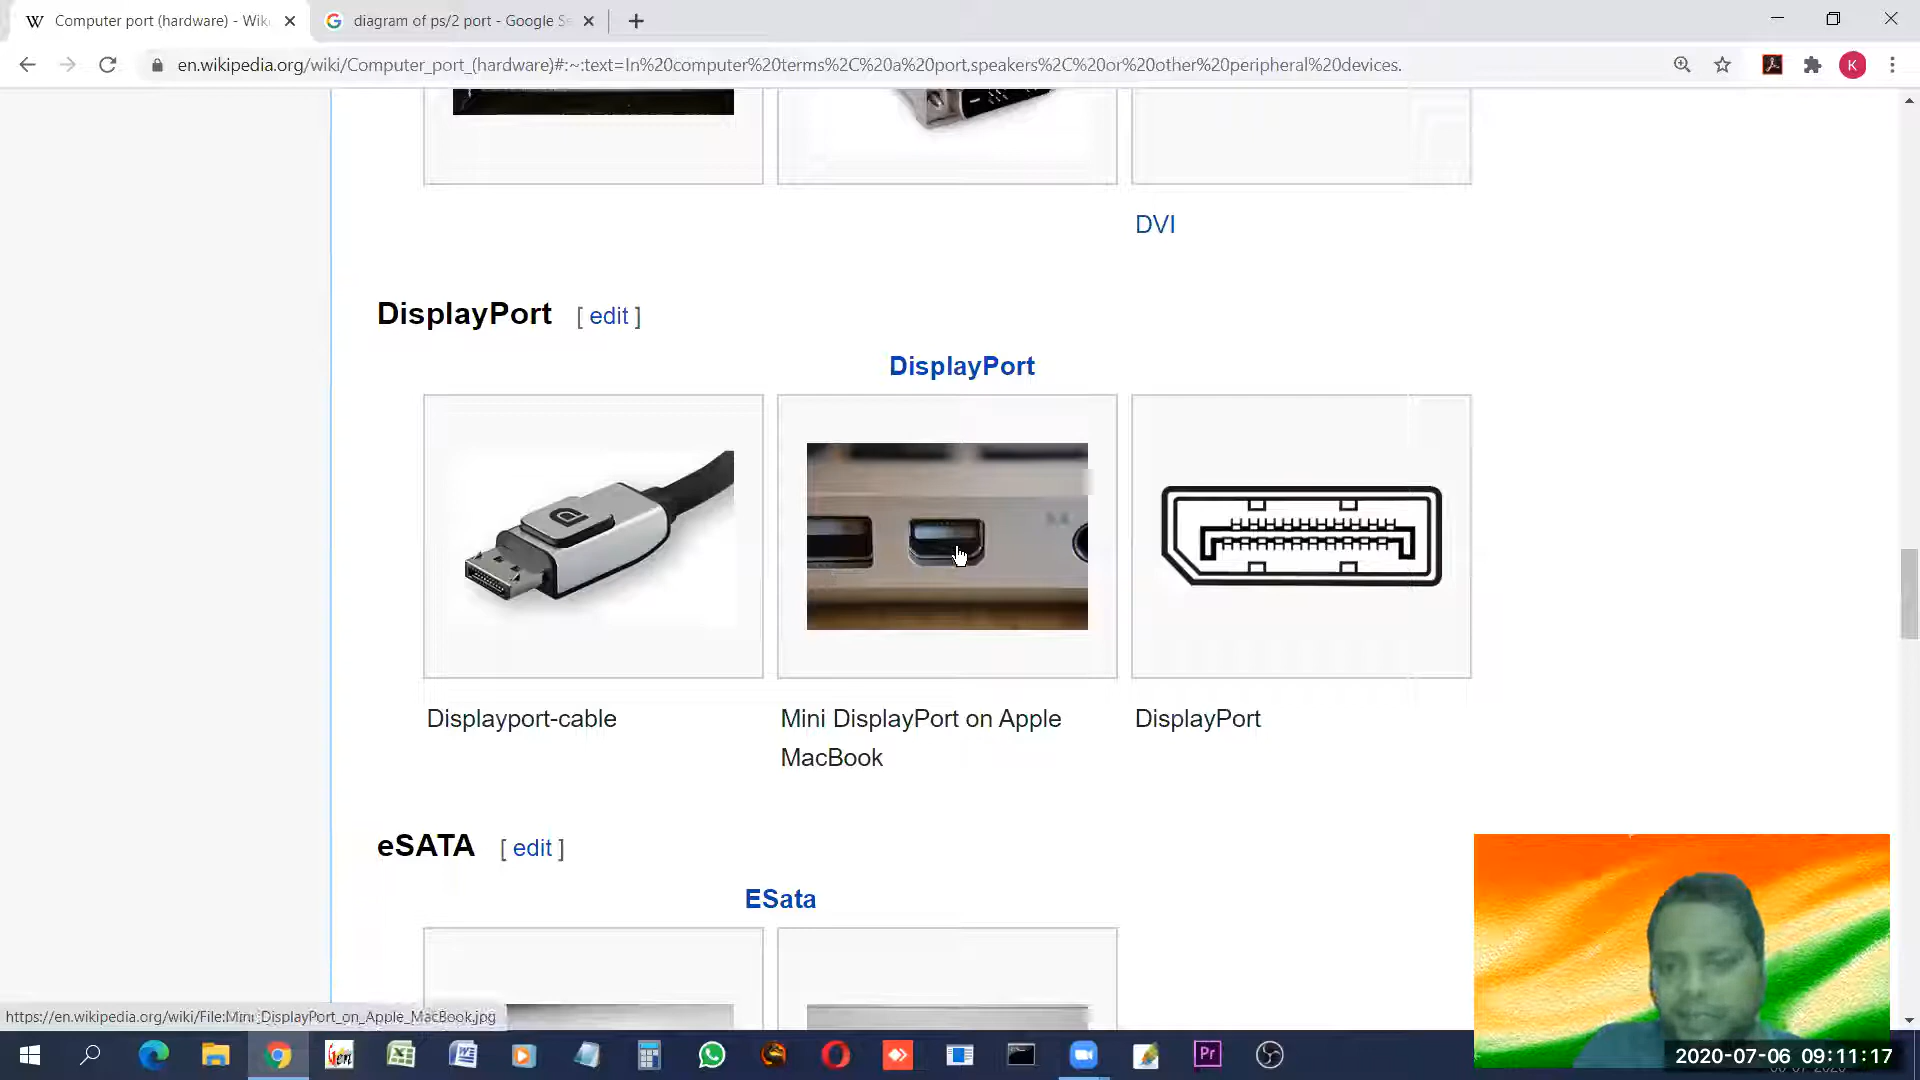 Computer port (hardware) - Wiki
diagram of ps/2 port - Google Se
en.wikipedia.org/wiki/Computer_port_(hardware)#:~:text=In%20computer%20terms%2C%20a%20port,speakers%2C%20or%20other%20peripheral%20devices.
K
DVI
DisplayPort [ edit ]
DisplayPort
Displayport-cable
Mini DisplayPort on Apple
MacBook
DisplayPort
eSATA [ edit ]
ESata
https://en.wikipedia.org/wiki/File:Mini_DisplayPort_on_Apple_MacBook.jpg
Gen
Pr
2020-07-06 09:11:17